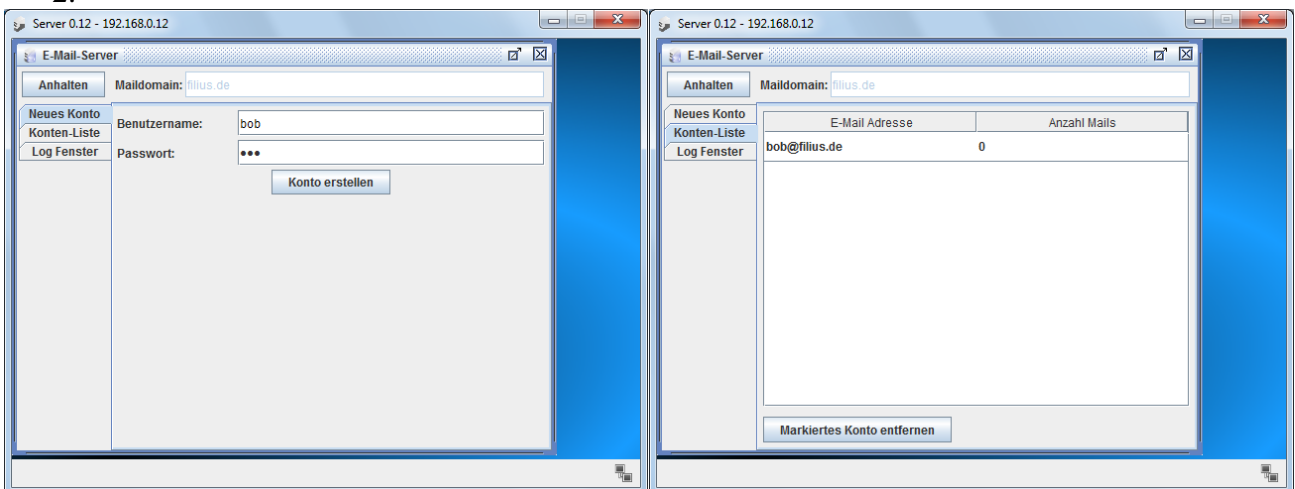 2.
Server 0.12 - 192.168.0.12
E-Mail-Server
Anhalten Maildomain: filius.de
Neues Konto
Konten-Liste
Log Fenster
Benutzername: bob
Passwort: •••
Konto erstellen
Server 0.12 - 192.168.0.12
E-Mail-Server
Anhalten Maildomain: filius.de
Neues Konto
Konten-Liste
Log Fenster
E-Mail Adresse Anzahl Mails
bob@filius.de 0
Markiertes Konto entfernen